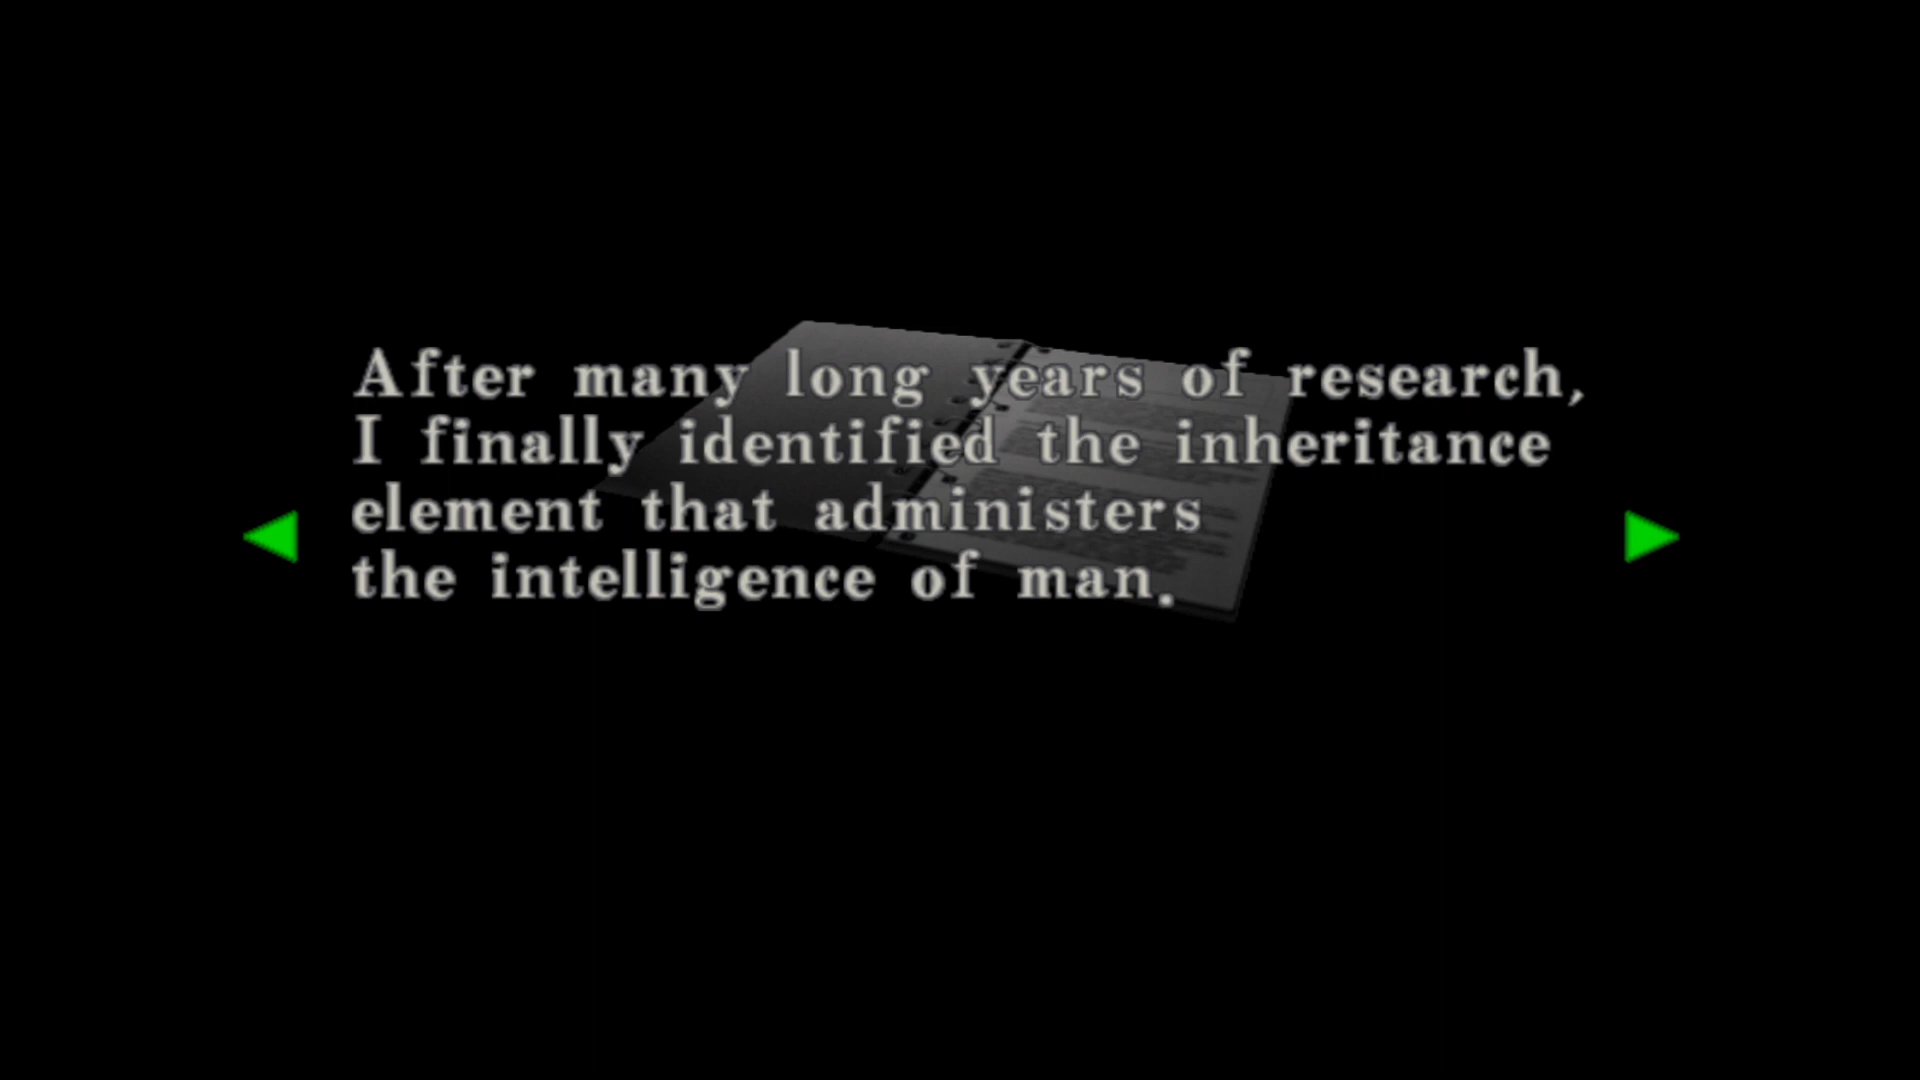 After many long years of research,
I finally identified the inheritance
element that administers
the intelligence of man.